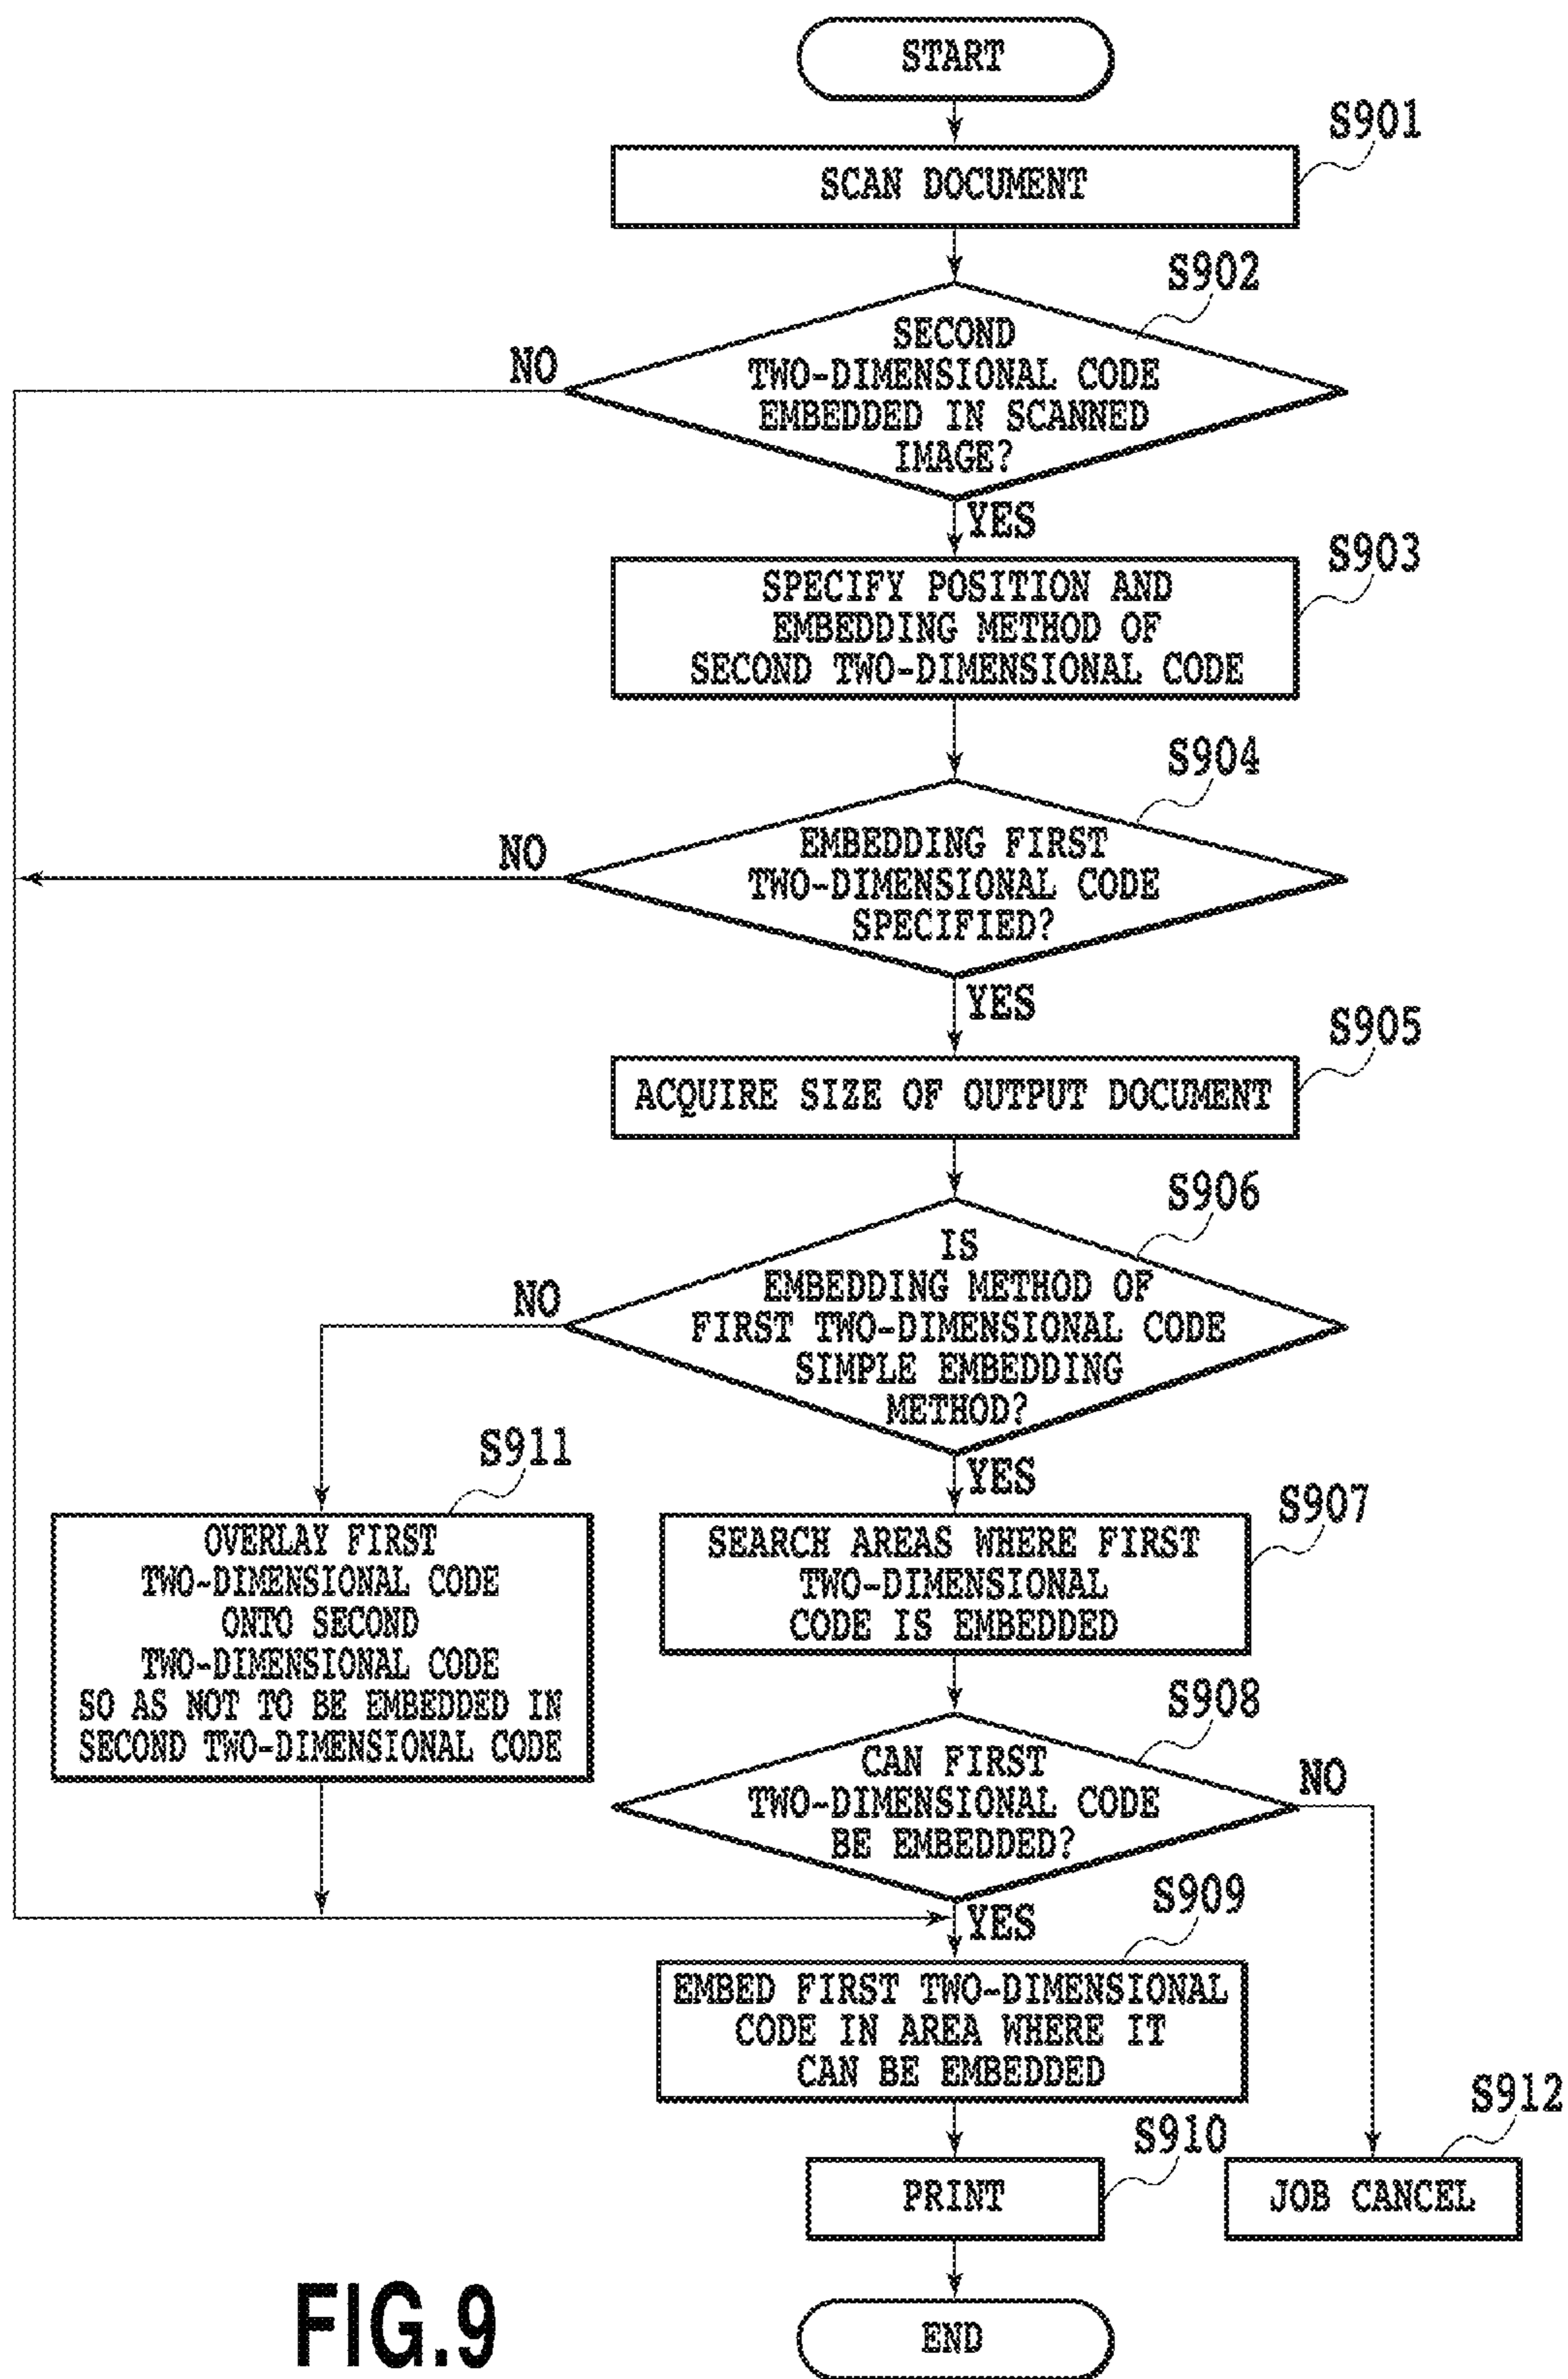 START
S901
SCAN DOCUMENT
S902
SECOND
TWO-DIMENSIONAL CODE
EMBEDDED IN SCANNED
IMAGE?
NO
YES
S903
SPECIFY POSITION AND
EMBEDDING METHOD OF
SECOND TWO-DIMENSIONAL CODE
S904
EMBEDDING FIRST
TWO-DIMENSIONAL CODE
SPECIFIED?
NO
YES
S905
ACQUIRE SIZE OF OUTPUT DOCUMENT
S906
IS
EMBEDDING METHOD OF
FIRST TWO-DIMENSIONAL CODE
SIMPLE EMBEDDING
METHOD?
NO
YES
S911
OVERLAY FIRST
TWO-DIMENSIONAL CODE
ONTO SECOND
TWO-DIMENSIONAL CODE
SO AS NOT TO BE EMBEDDED IN
SECOND TWO-DIMENSIONAL CODE
S907
SEARCH AREAS WHERE FIRST
TWO-DIMENSIONAL
CODE IS EMBEDDED
S908
CAN FIRST
TWO-DIMENSIONAL CODE
BE EMBEDDED?
NO
YES
S909
EMBED FIRST TWO-DIMENSIONAL
CODE IN AREA WHERE IT
CAN BE EMBEDDED
S910
PRINT
S912
JOB CANCEL
END
FIG.9